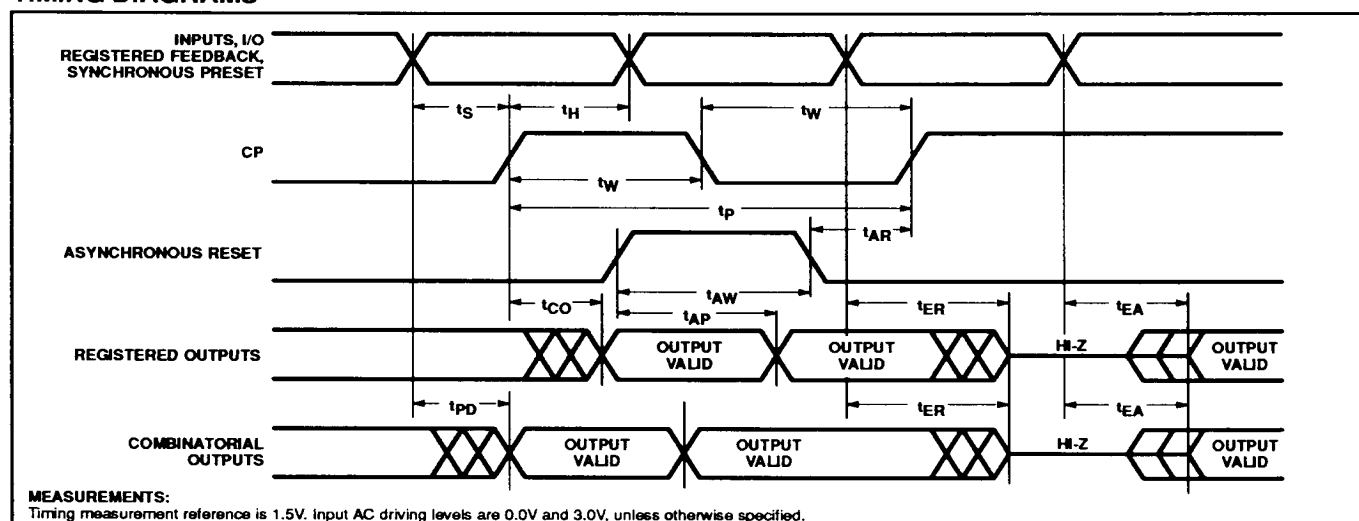 TIMING DIAGRAMS
INPUTS, I/O
REGISTERED FEEDBACK,
SYNCHRONOUS PRESET
tS
tH
tW
CP
tW
tP
tAR
ASYNCHRONOUS RESET
tAW
tCO
tAP
tER
tEA
REGISTERED OUTPUTS
OUTPUT
VALID
OUTPUT
VALID
HI-Z
OUTPUT
VALID
tPD
tER
tEA
COMBINATORIAL
OUTPUTS
OUTPUT
VALID
OUTPUT
VALID
HI-Z
OUTPUT
VALID
MEASUREMENTS:
Timing measurement reference is 1.5V. Input AC driving levels are 0.0V and 3.0V, unless otherwise specified.